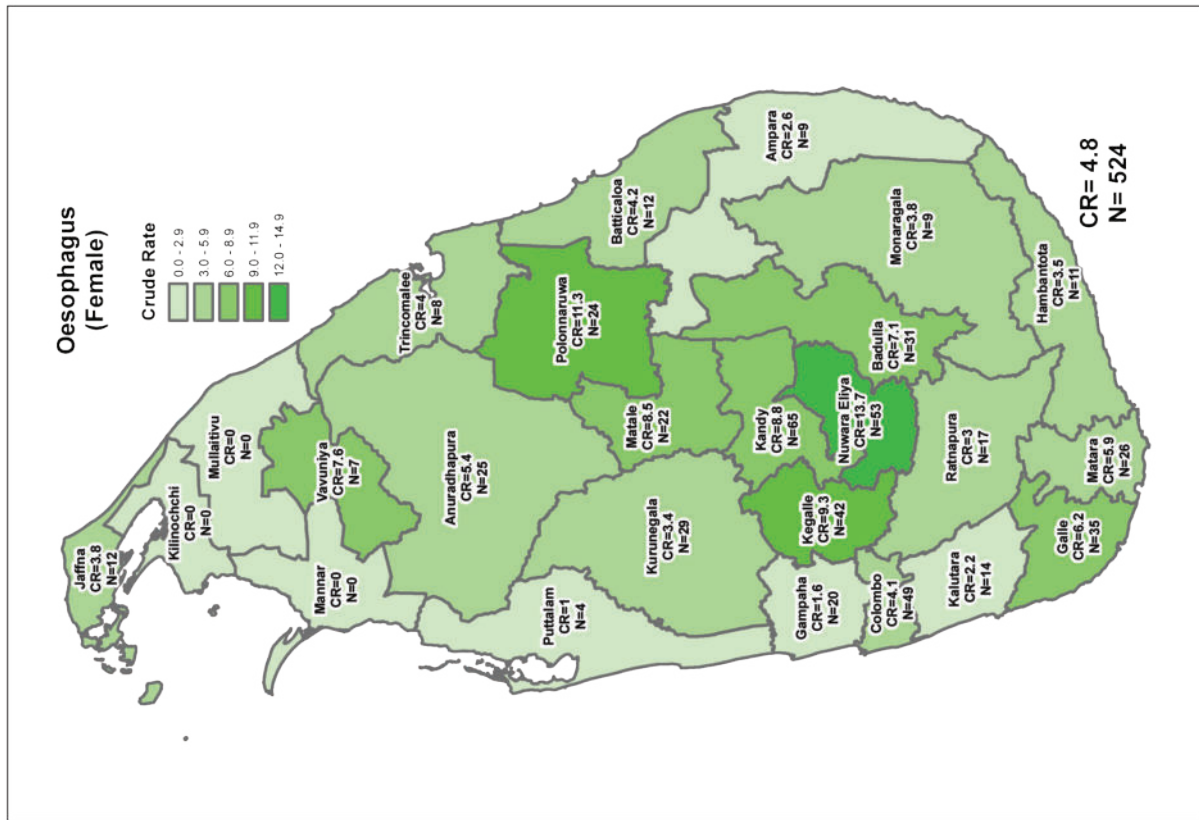 Oesophagus
(Female)
Crude Rate
0.0 - 2.9
3.0 - 5.9
6.0 - 8.9
9.0 - 11.9
12.0 - 14.9
Jaffna
CR=3.8
N=12
Kilinochchi
CR=0
N=0
Mullaitivu
CR=0
N=0
Mannar
CR=0
N=0
Vavuniya
CR=7.6
N=7
Trincomalee
CR=4
N=8
Anuradhapura
CR=5.4
N=25
Puttalam
CR=1
N=4
Polonnaruwa
CR=11.3
N=24
Batticaloa
CR=4.2
N=12
Matale
CR=8.5
N=22
Kurunegala
CR=3.4
N=29
Ampara
CR=2.6
N=9
Kandy
CR=8.8
N=65
Kegalle
CR=9.3
N=42
Gampaha
CR=1.6
N=20
Nuwara Eliya
CR=13.7
N=53
Badulla
CR=7.1
N=31
Monaragala
CR=3.8
N=9
Colombo
CR=4.1
N=49
Kalutara
CR=2.2
N=14
Ratnapura
CR=3
N=17
Hambantota
CR=3.5
N=11
Galle
CR=6.2
N=35
Matara
CR=5.9
N=26
CR= 4.8
N= 524